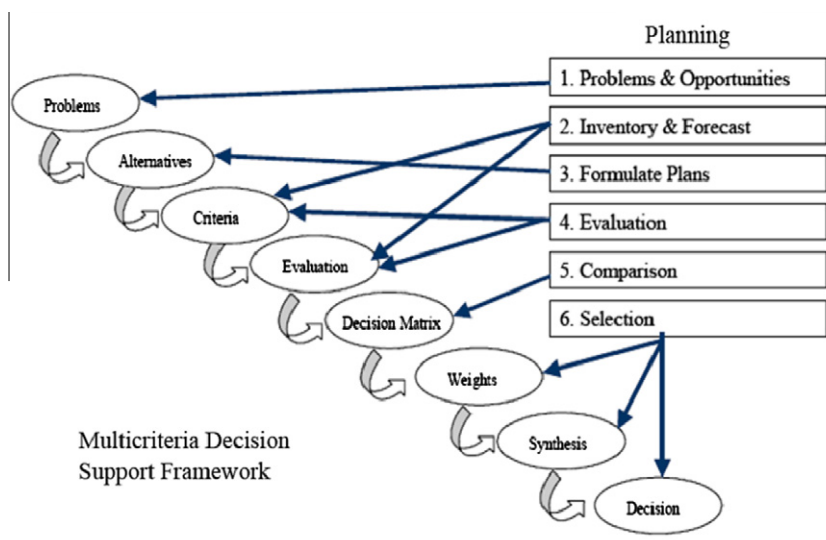 Planning
1. Problems & Opportunities
Problems
2. Inventory & Forecast
Alternatives
3. Formulate Plans
Criteria
4. Evaluation
Evaluation
5. Comparison
Decision Matrix
6. Selection
Weights
Multicriteria Decision
Support Framework
Synthesis
Decision